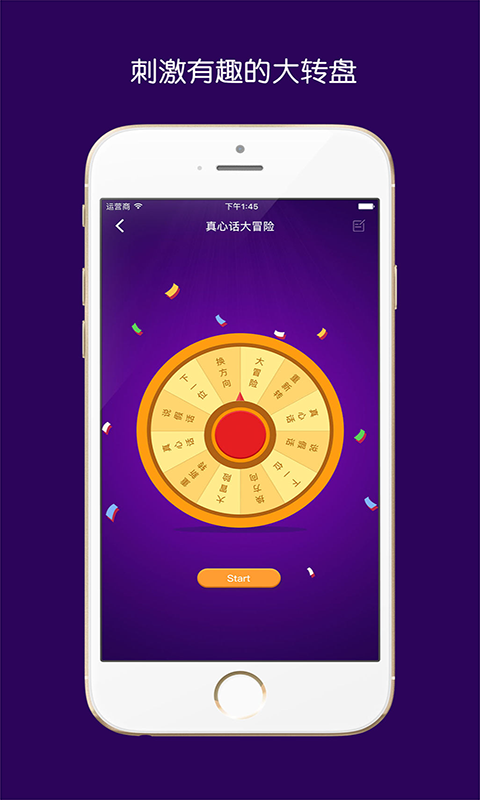 刺激有趣的大转盘
运营商
下午1:45
真心话大冒险
大冒险
重新转
真心话
说假话
下一位
换方向
大冒险
重新转
真心话
说假话
下一位
换方向
Start